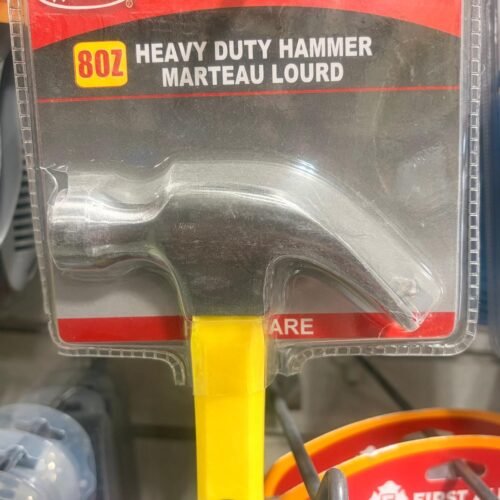 8OZ
HEAVY DUTY HAMMER
MARTEAU LOURD
ARE
FIRST